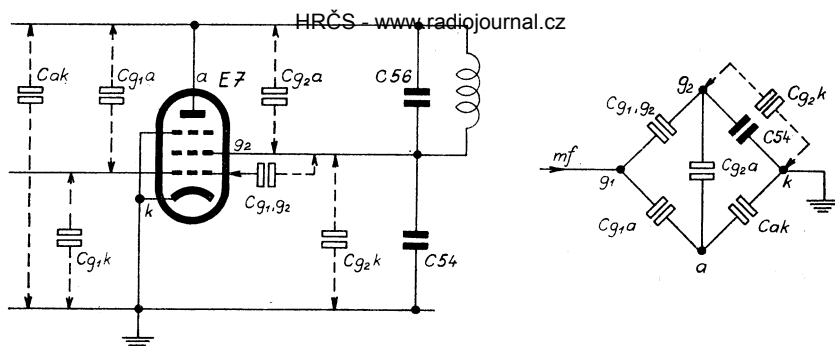 HRČS - www.radiojournal.cz
Cak
Cg₁a
a
E7
Cg₂a
C56
g₂
Cg₁,g₂
k
Cg₁k
Cg₂k
C54
g₂
Cg₂k
Cg₁,g₂
C54
mf
g₁
Cg₂a
k
Cg₁a
Cak
a